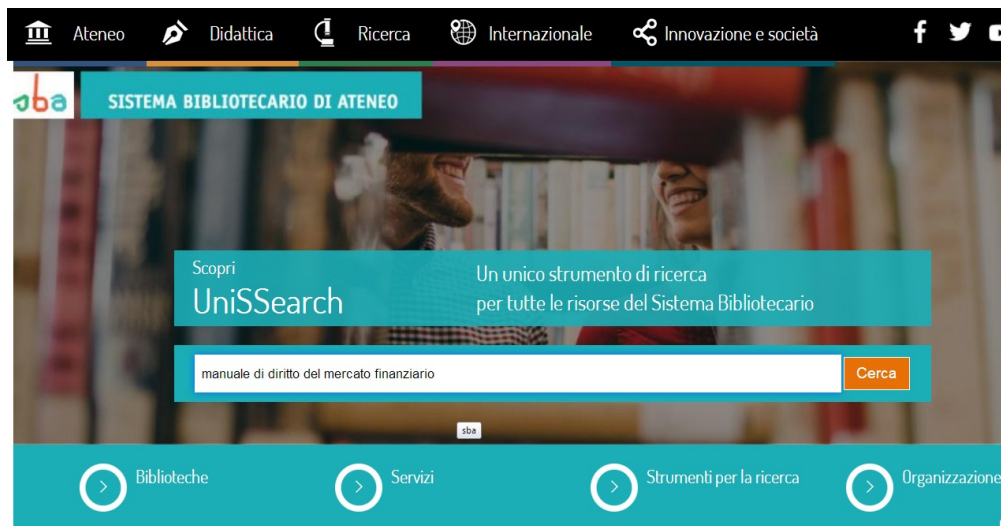 Ateneo Didattica Ricerca Internazionale Innovazione e società
sba SISTEMA BIBLIOTECARIO DI ATENEO
Scopri
UniSSearch
Un unico strumento di ricerca
per tutte le risorse del Sistema Bibliotecario
manuale di diritto del mercato finanziario Cerca
sba
Biblioteche Servizi Strumenti per la ricerca Organizzazione